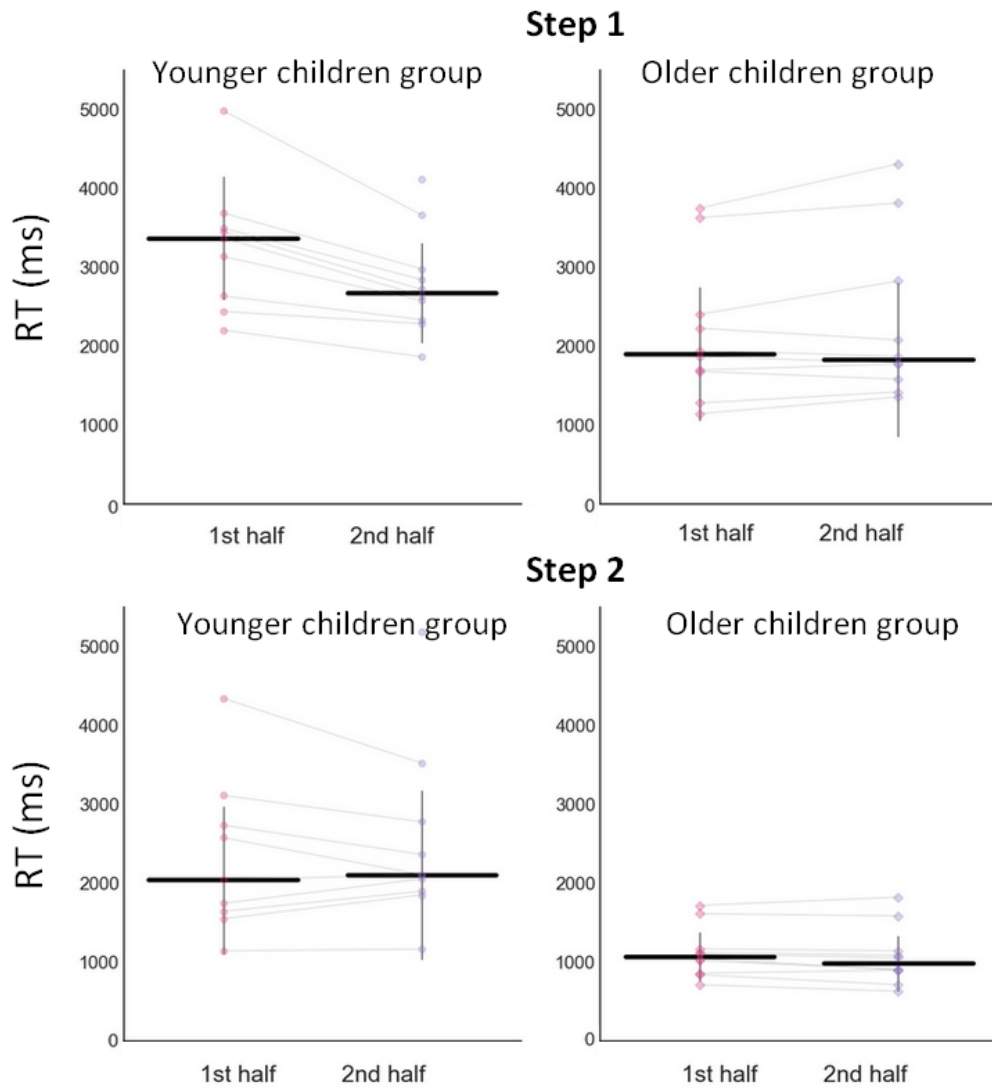 Step 1
Younger children group
Older children group
RT (ms)
5000
4000
3000
2000
1000
0
1st half
2nd half
5000
4000
3000
2000
1000
0
1st half
2nd half
Step 2
Younger children group
Older children group
RT (ms)
5000
4000
3000
2000
1000
0
1st half
2nd half
5000
4000
3000
2000
1000
0
1st half
2nd half